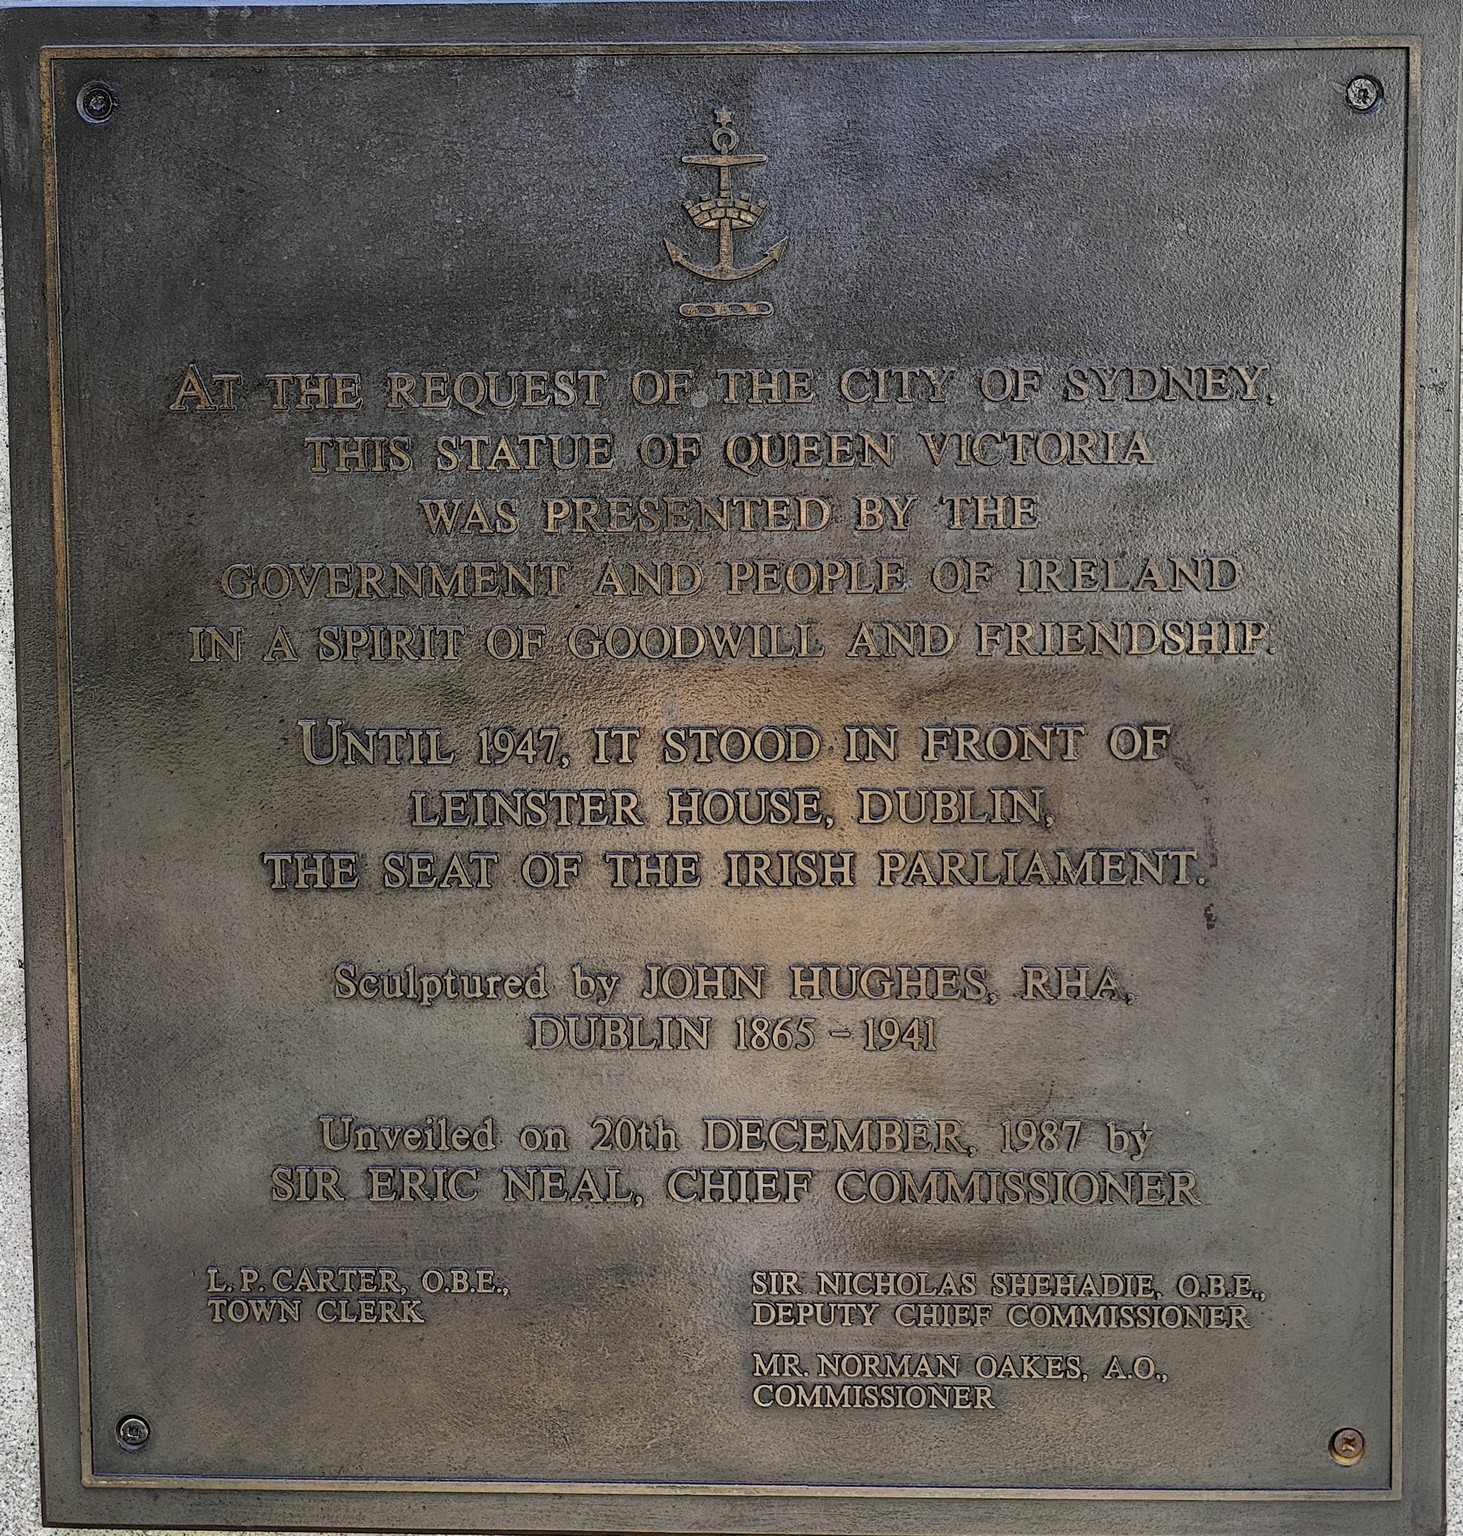 AT THE REQUEST OF THE CITY OF SYDNEY,
THIS STATUE OF QUEEN VICTORIA
WAS PRESENTED BY THE
GOVERNMENT AND PEOPLE OF IRELAND
IN A SPIRIT OF GOODWILL AND FRIENDSHIP.
UNTIL 1947, IT STOOD IN FRONT OF
LEINSTER HOUSE, DUBLIN,
THE SEAT OF THE IRISH PARLIAMENT.
Sculptured by JOHN HUGHES, RHA,
DUBLIN 1865 – 1941
Unveiled on 20th DECEMBER, 1987 by
SIR ERIC NEAL, CHIEF COMMISSIONER
L. P. CARTER, O.B.E.,
TOWN CLERK
SIR NICHOLAS SHEHADIE, O.B.E.,
DEPUTY CHIEF COMMISSIONER
MR. NORMAN OAKES, A.O.,
COMMISSIONER